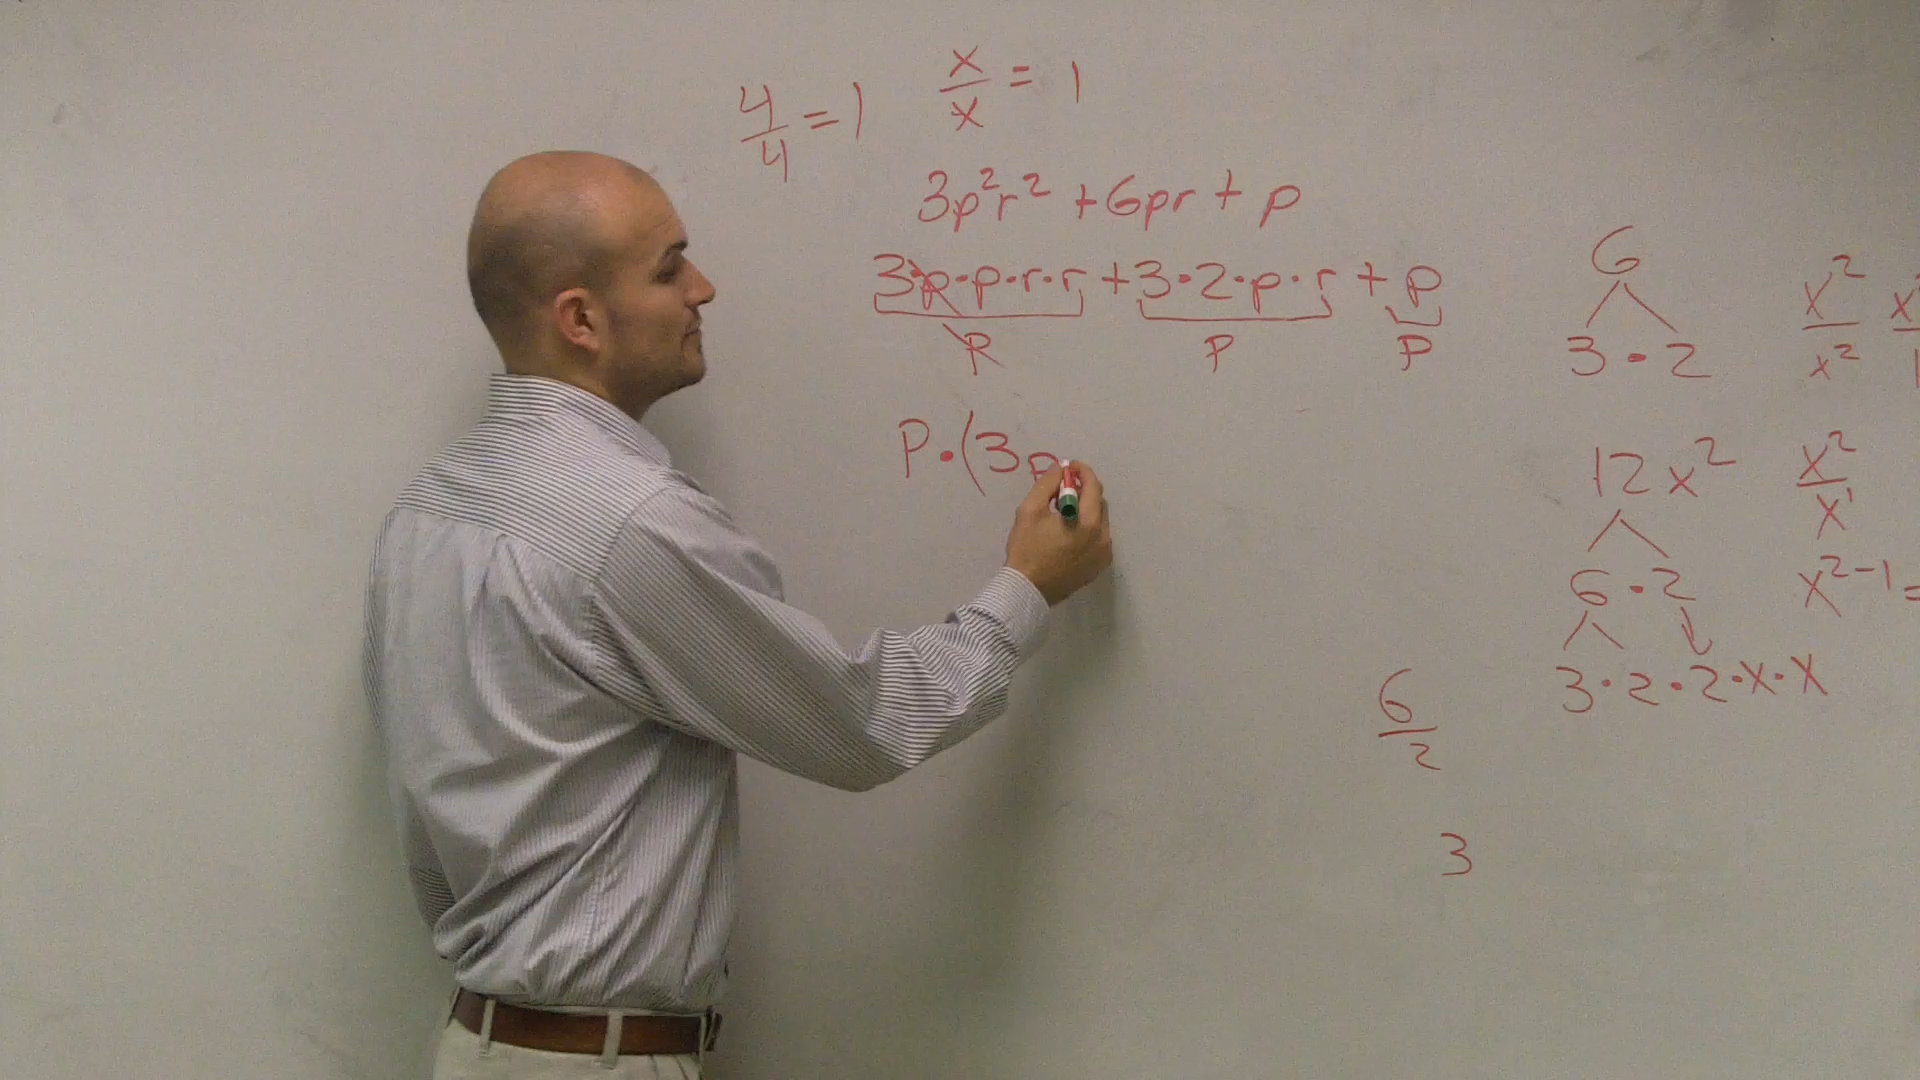 4/4 = 1
x/x = 1
3p²r² + 6pr + p
3·p·p·r·r + 3·2·p·r + p
p p p
P·(3p
6
3·2
12x²
6·2
3·2·2·x·x
x²/x²
x²/x¹
x²⁻¹ =
6/2
3